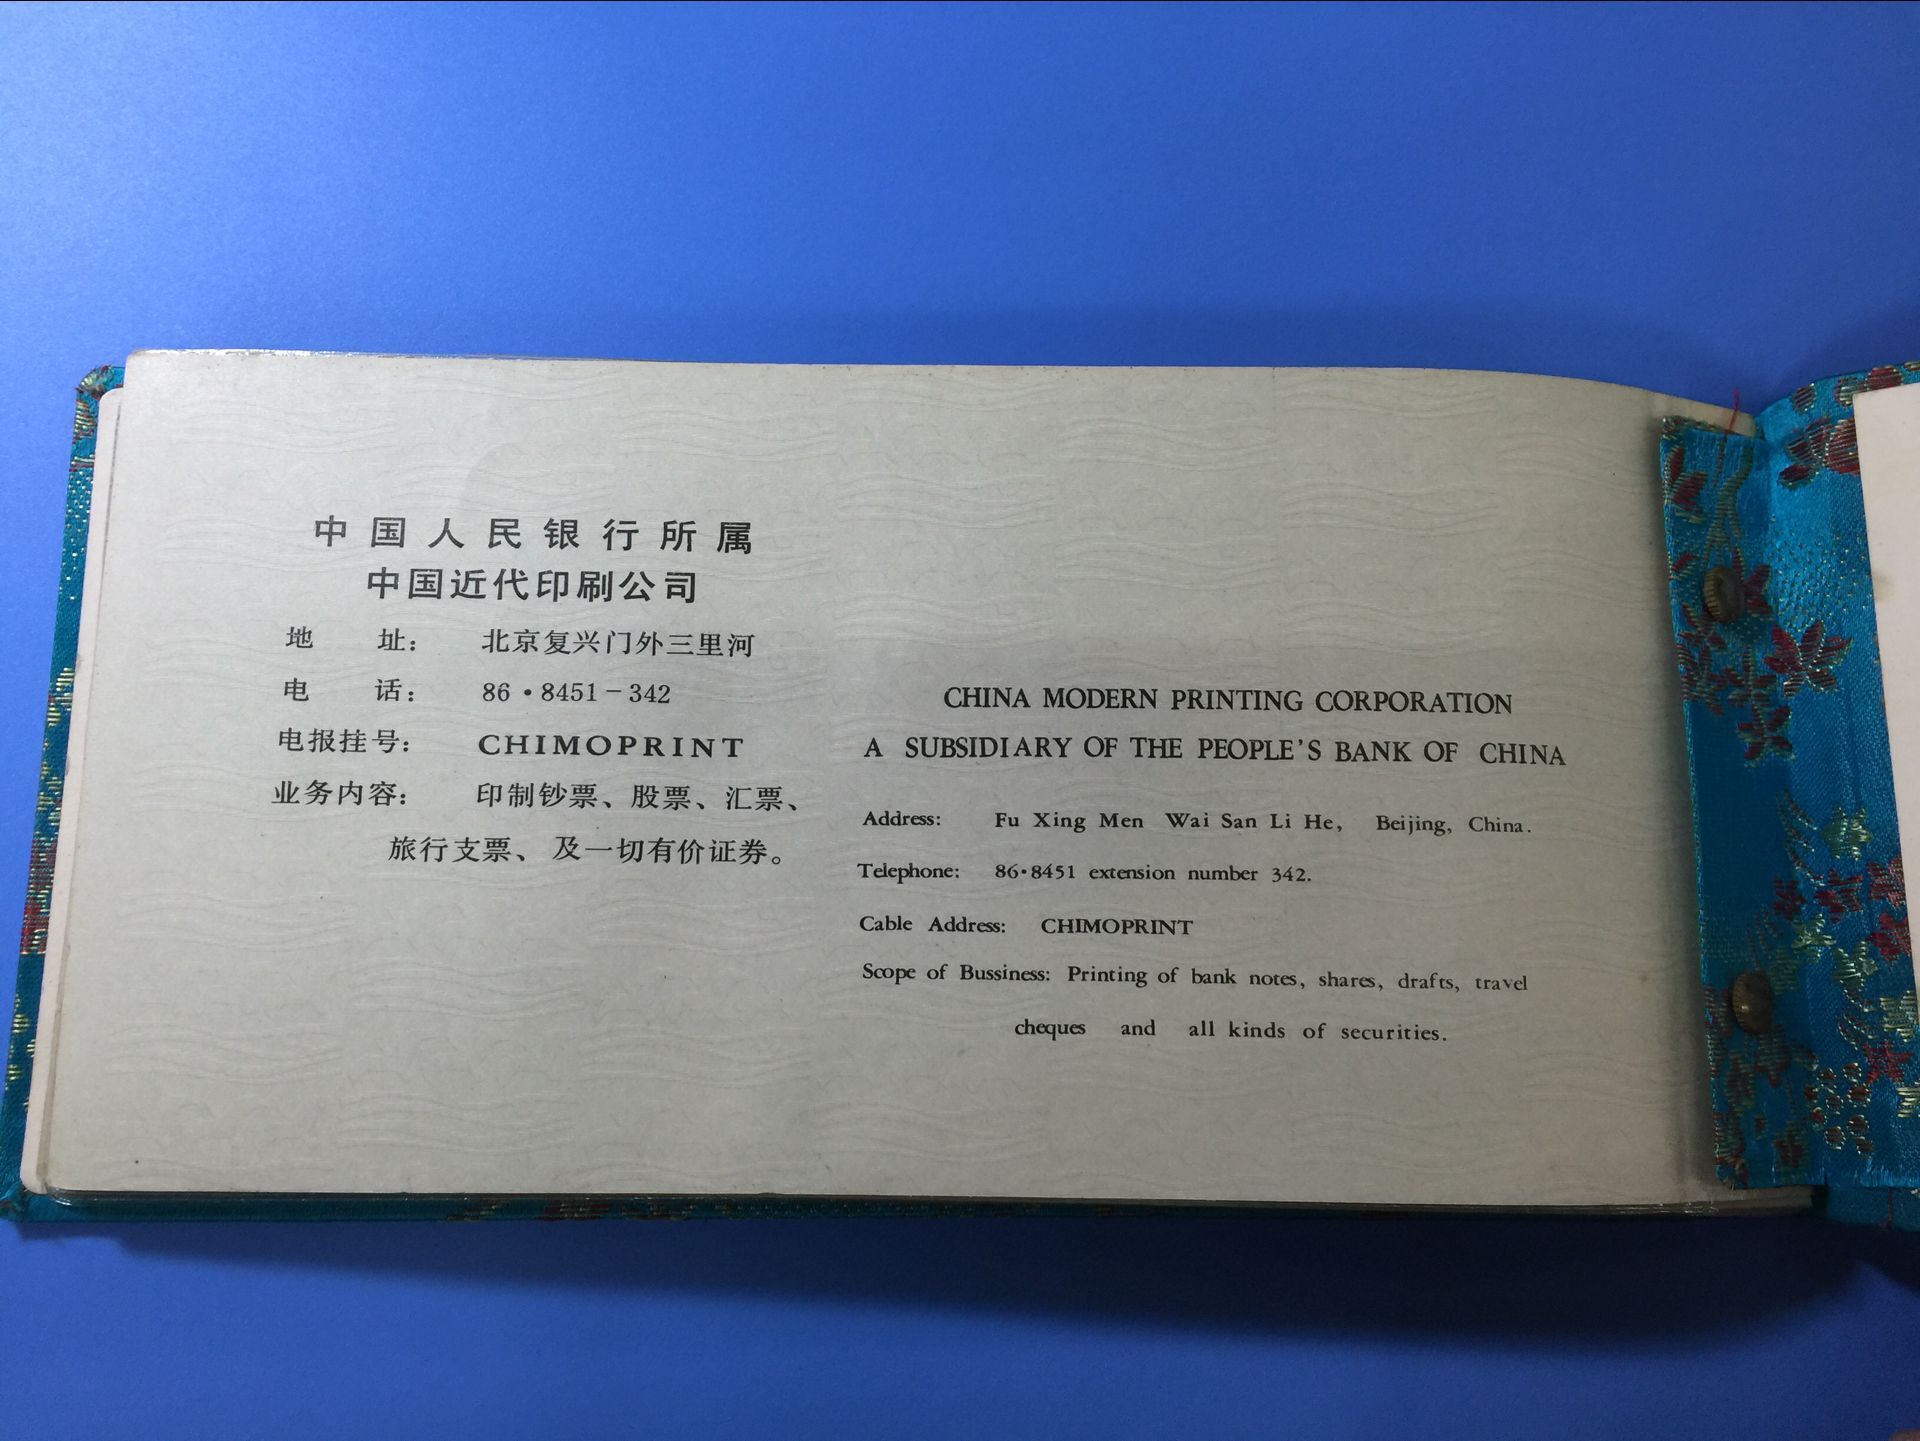 中国人民银行所属
中国近代印刷公司
地 址： 北京复兴门外三里河
电 话： 86·8451-342
电报挂号： CHIMOPRINT
业务内容： 印制钞票、股票、汇票、
旅行支票、及一切有价证券。
CHINA MODERN PRINTING CORPORATION
A SUBSIDIARY OF THE PEOPLE'S BANK OF CHINA
Address: Fu Xing Men Wai San Li He, Beijing, China.
Telephone: 86·8451 extension number 342.
Cable Address: CHIMOPRINT
Scope of Bussiness: Printing of bank notes, shares, drafts, travel
cheques and all kinds of securities.